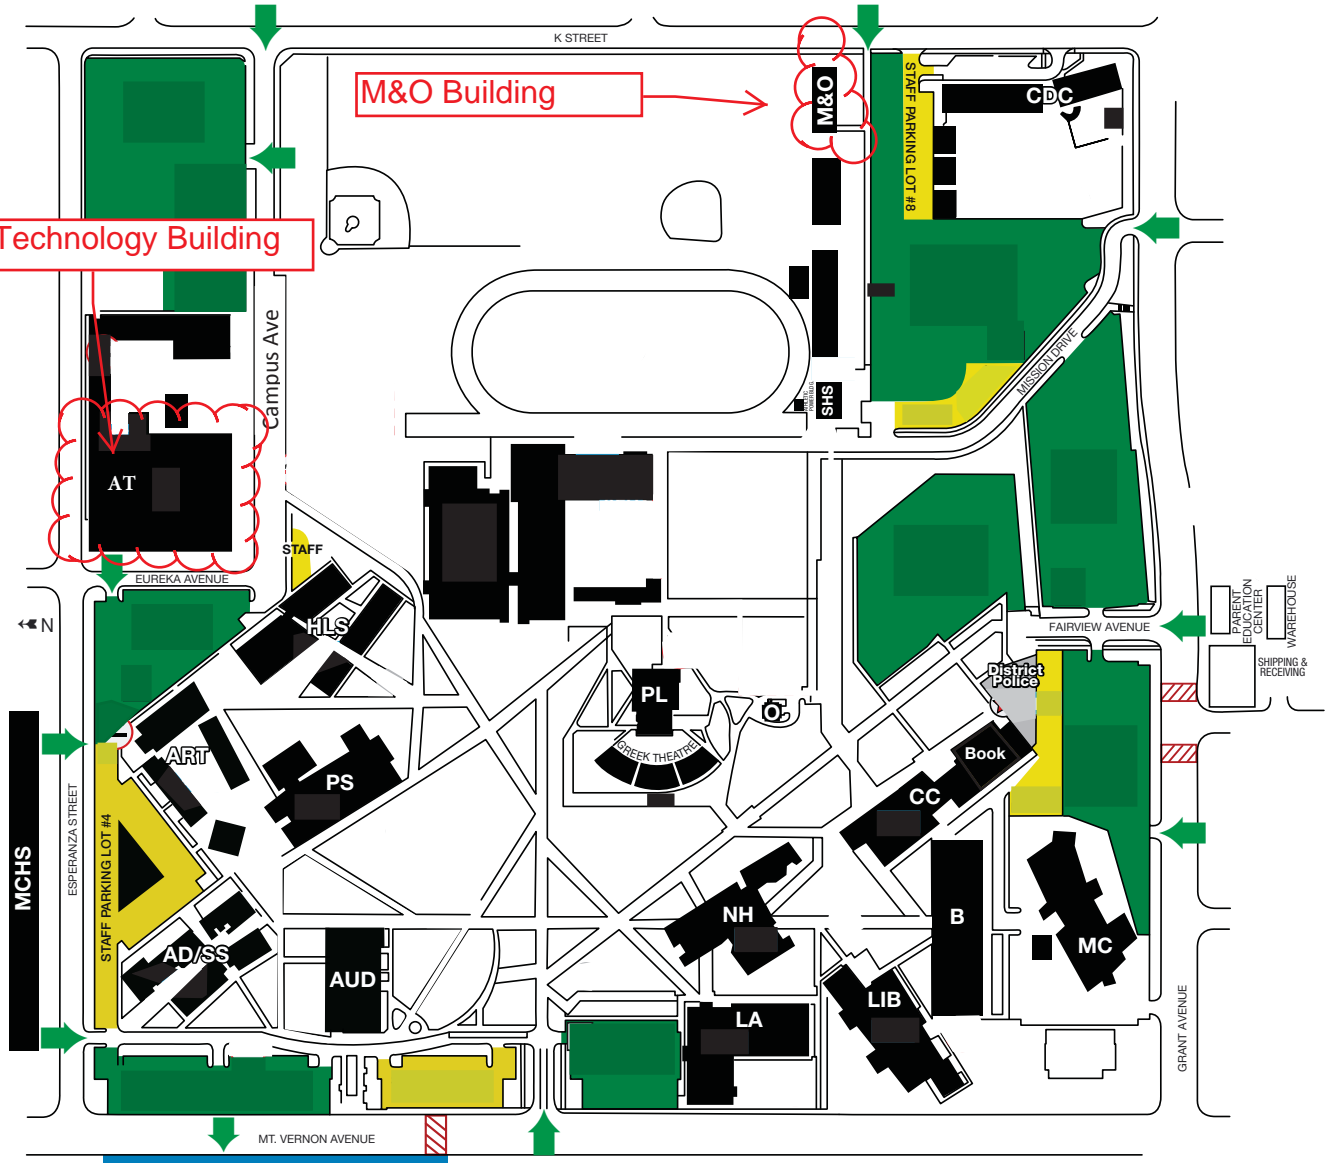 K STREET
M&O Building
M&O
STAFF PARKING LOT #8
CDC
Technology Building
Campus Ave
MISSION DRIVE
SHS
AT
STAFF
EUREKA AVENUE
N
HLS
FAIRVIEW AVENUE
PARENT
EDUCATION
CENTER
WAREHOUSE
SHIPPING &
RECEIVING
District
Police
PL
O
GREEK THEATRE
ART
PS
Book
CC
ESPERANZA STREET
STAFF PARKING LOT #4
MCHS
NH
B
MC
AD/SS
AUD
LIB
LA
GRANT AVENUE
MT. VERNON AVENUE